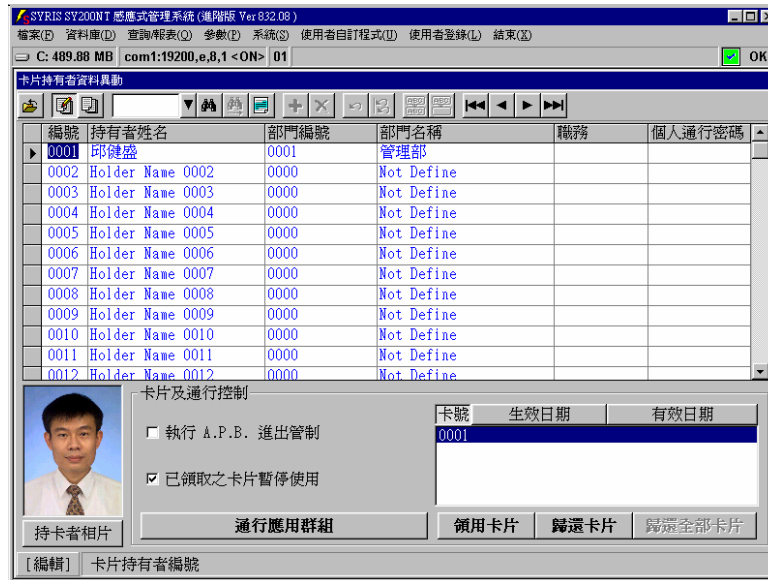 SYRIS SY200NT 感應式管理系統 (進階版 Ver 832.08 )
檔案(F) 資料庫(D) 查詢/報表(Q) 參數(P) 系統(S) 使用者自訂程式(U) 使用者登錄(L) 結束(X)
C: 489.88 MB com1:19200,e,8,1 <ON> 01 OK
卡片持有者資料異動
編號 持有者姓名 部門編號 部門名稱 職務 個人通行密碼
0001 邱健盛 0001 管理部
0002 Holder Name 0002 0000 Not Define
0003 Holder Name 0003 0000 Not Define
0004 Holder Name 0004 0000 Not Define
0005 Holder Name 0005 0000 Not Define
0006 Holder Name 0006 0000 Not Define
0007 Holder Name 0007 0000 Not Define
0008 Holder Name 0008 0000 Not Define
0009 Holder Name 0009 0000 Not Define
0010 Holder Name 0010 0000 Not Define
0011 Holder Name 0011 0000 Not Define
0012 Holder Name 0012 0000 Not Define
卡片及通行控制
卡號 生效日期 有效日期
執行 A.P.B. 進出管制
0001
已領取之卡片暫停使用
持卡者相片 通行應用群組 領用卡片 歸還卡片 歸還全部卡片
[編輯] 卡片持有者編號